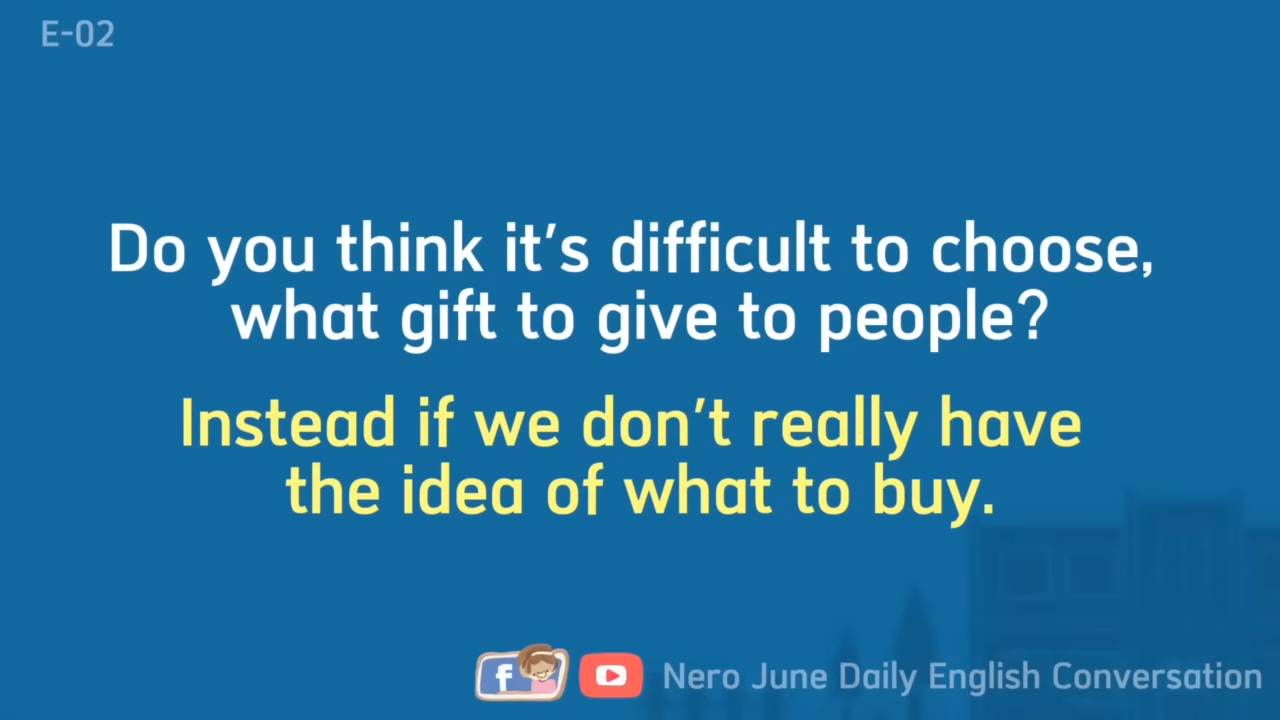 E-02
Do you think it's difficult to choose,
what gift to give to people?
Instead if we don't really have
the idea of what to buy.
f
Nero June Daily English Conversation